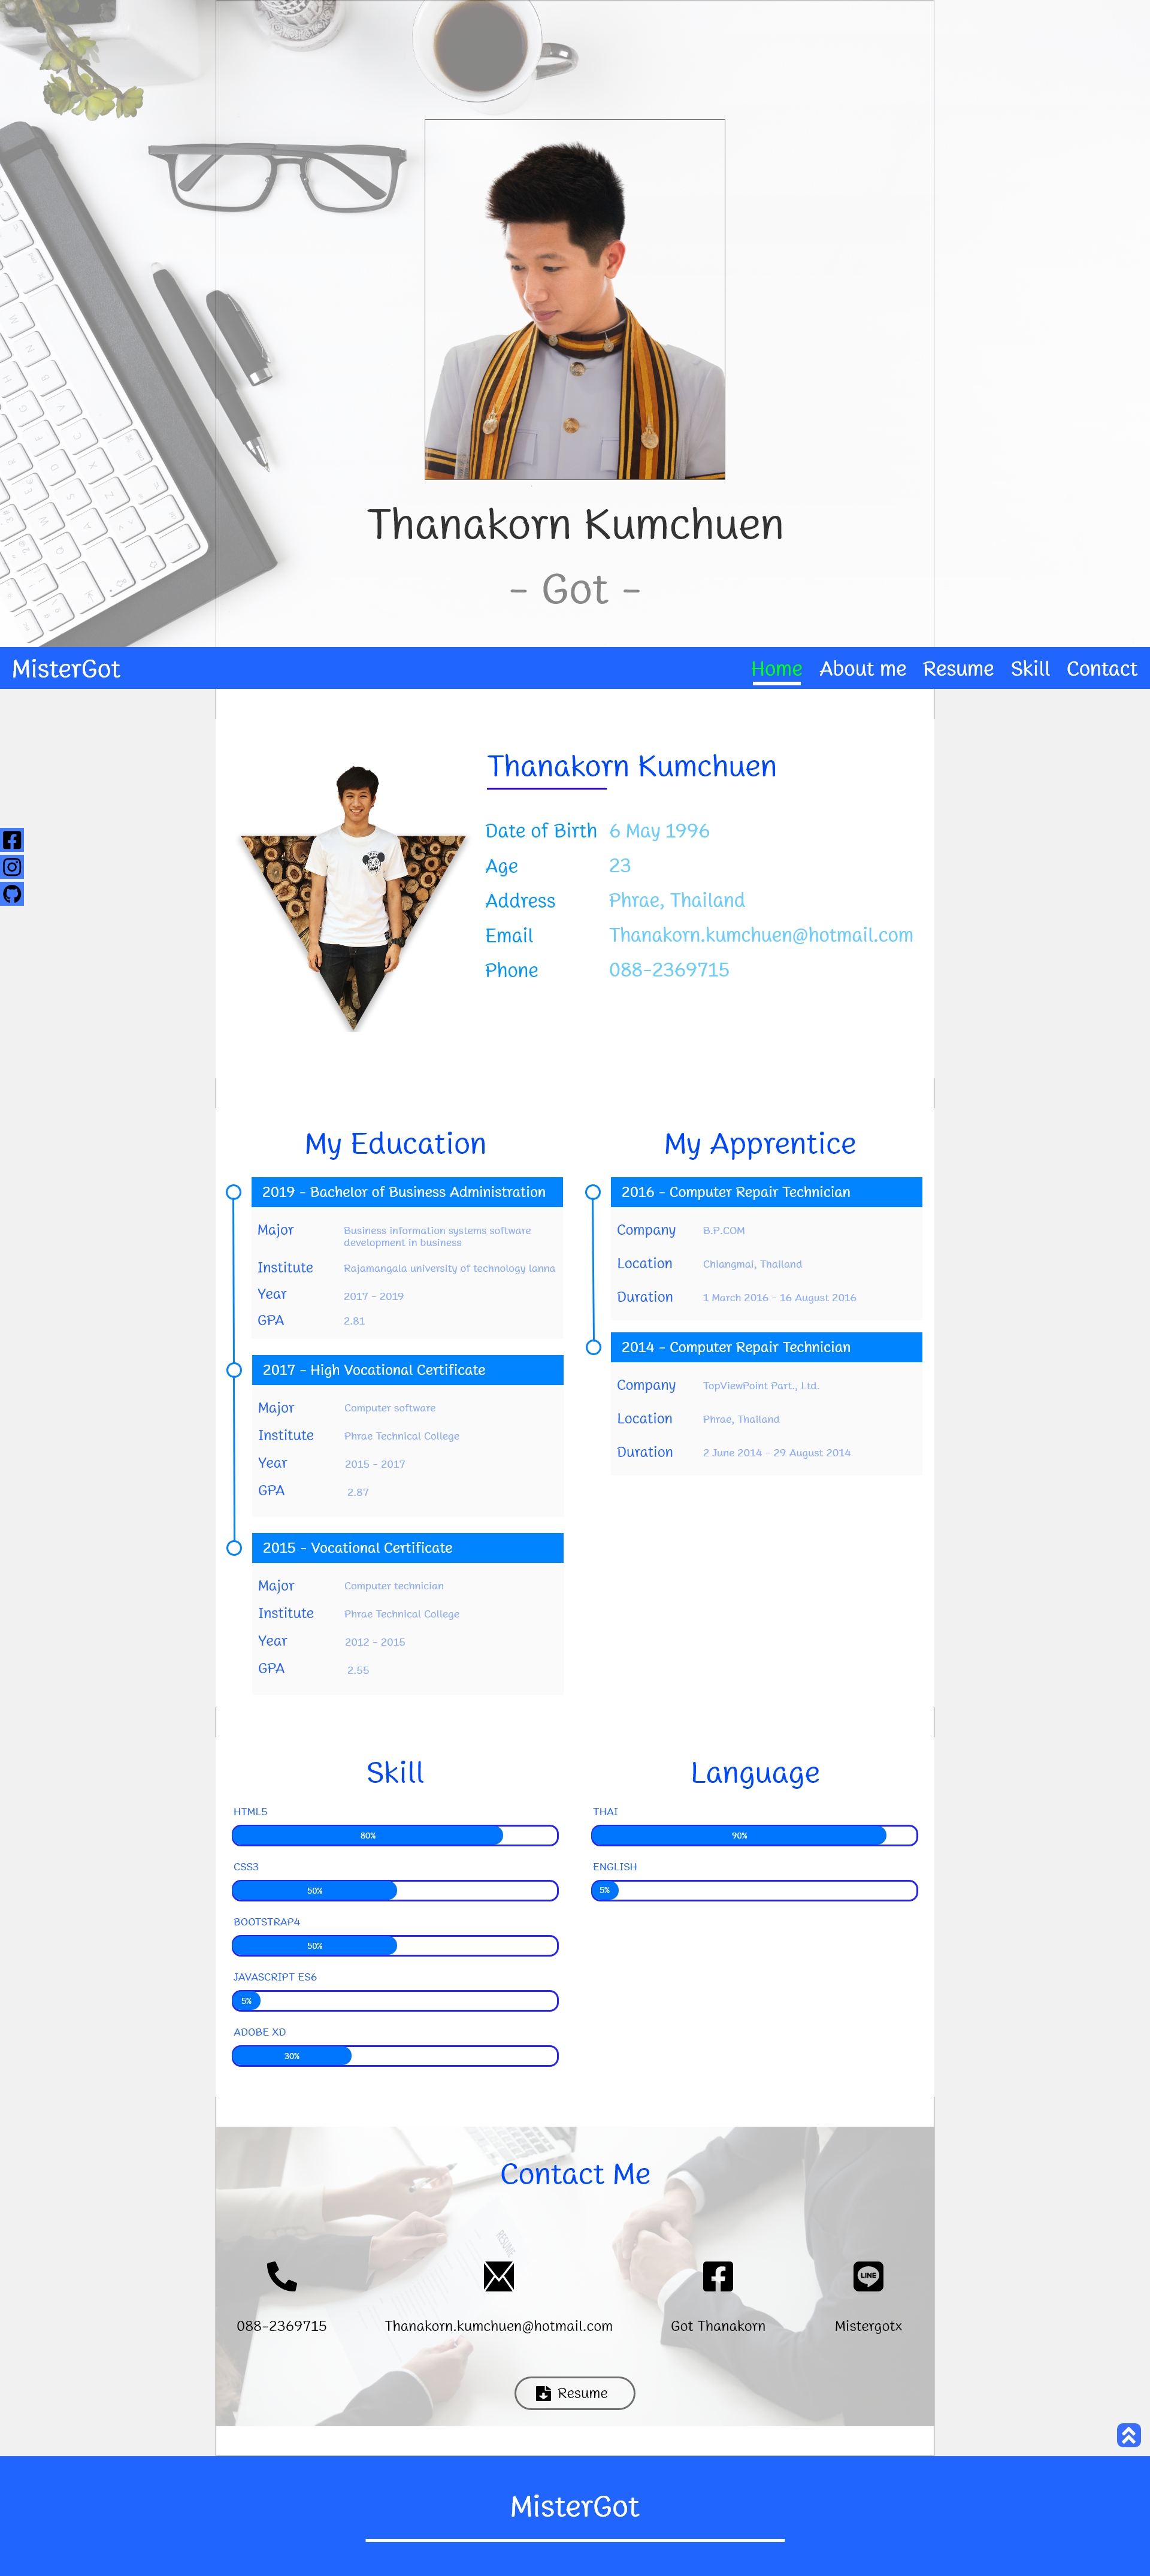 Thanakorn Kumchuen
- Got -
MisterGot
Home
About me
Resume
Skill
Contact
Thanakorn Kumchuen
Date of Birth 6 May 1996
Age 23
Address Phrae, Thailand
Email Thanakorn.kumchuen@hotmail.com
Phone 088-2369715
My Education
2019 - Bachelor of Business Administration
Major Business information systems software
development in business
Institute Rajamangala university of technology lanna
Year 2017 - 2019
GPA 2.81
2017 - High Vocational Certificate
Major Computer software
Institute Phrae Technical College
Year 2015 - 2017
GPA 2.87
2015 - Vocational Certificate
Major Computer technician
Institute Phrae Technical College
Year 2012 - 2015
GPA 2.55
My Apprentice
2016 - Computer Repair Technician
Company B.P.COM
Location Chiangmai, Thailand
Duration 1 March 2016 - 16 August 2016
2014 - Computer Repair Technician
Company TopViewPoint Part., Ltd.
Location Phrae, Thailand
Duration 2 June 2014 - 29 August 2014
Skill
HTML5
80%
CSS3
50%
BOOTSTRAP4
50%
JAVASCRIPT ES6
5%
ADOBE XD
30%
Language
THAI
90%
ENGLISH
5%
Contact Me
RESUME
LINE
088-2369715
Thanakorn.kumchuen@hotmail.com
Got Thanakorn
Mistergotx
Resume
MisterGot